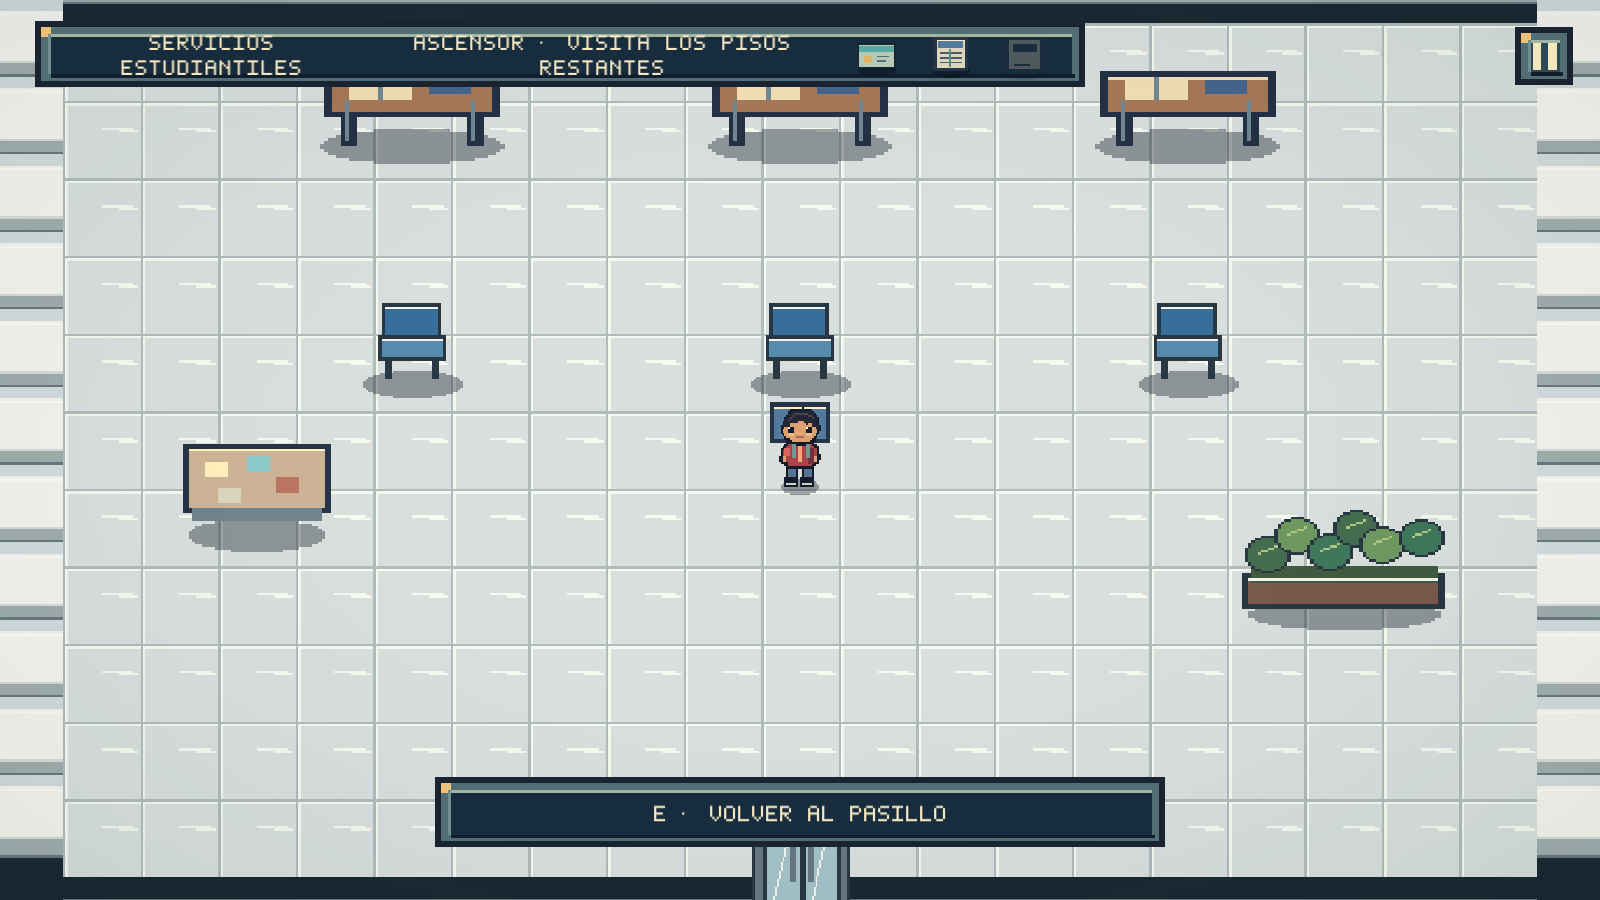 SERVICIOS
ESTUDIANTILES
ASCENSOR · VISITA LOS PISOS
RESTANTES
E · VOLVER AL PASILLO